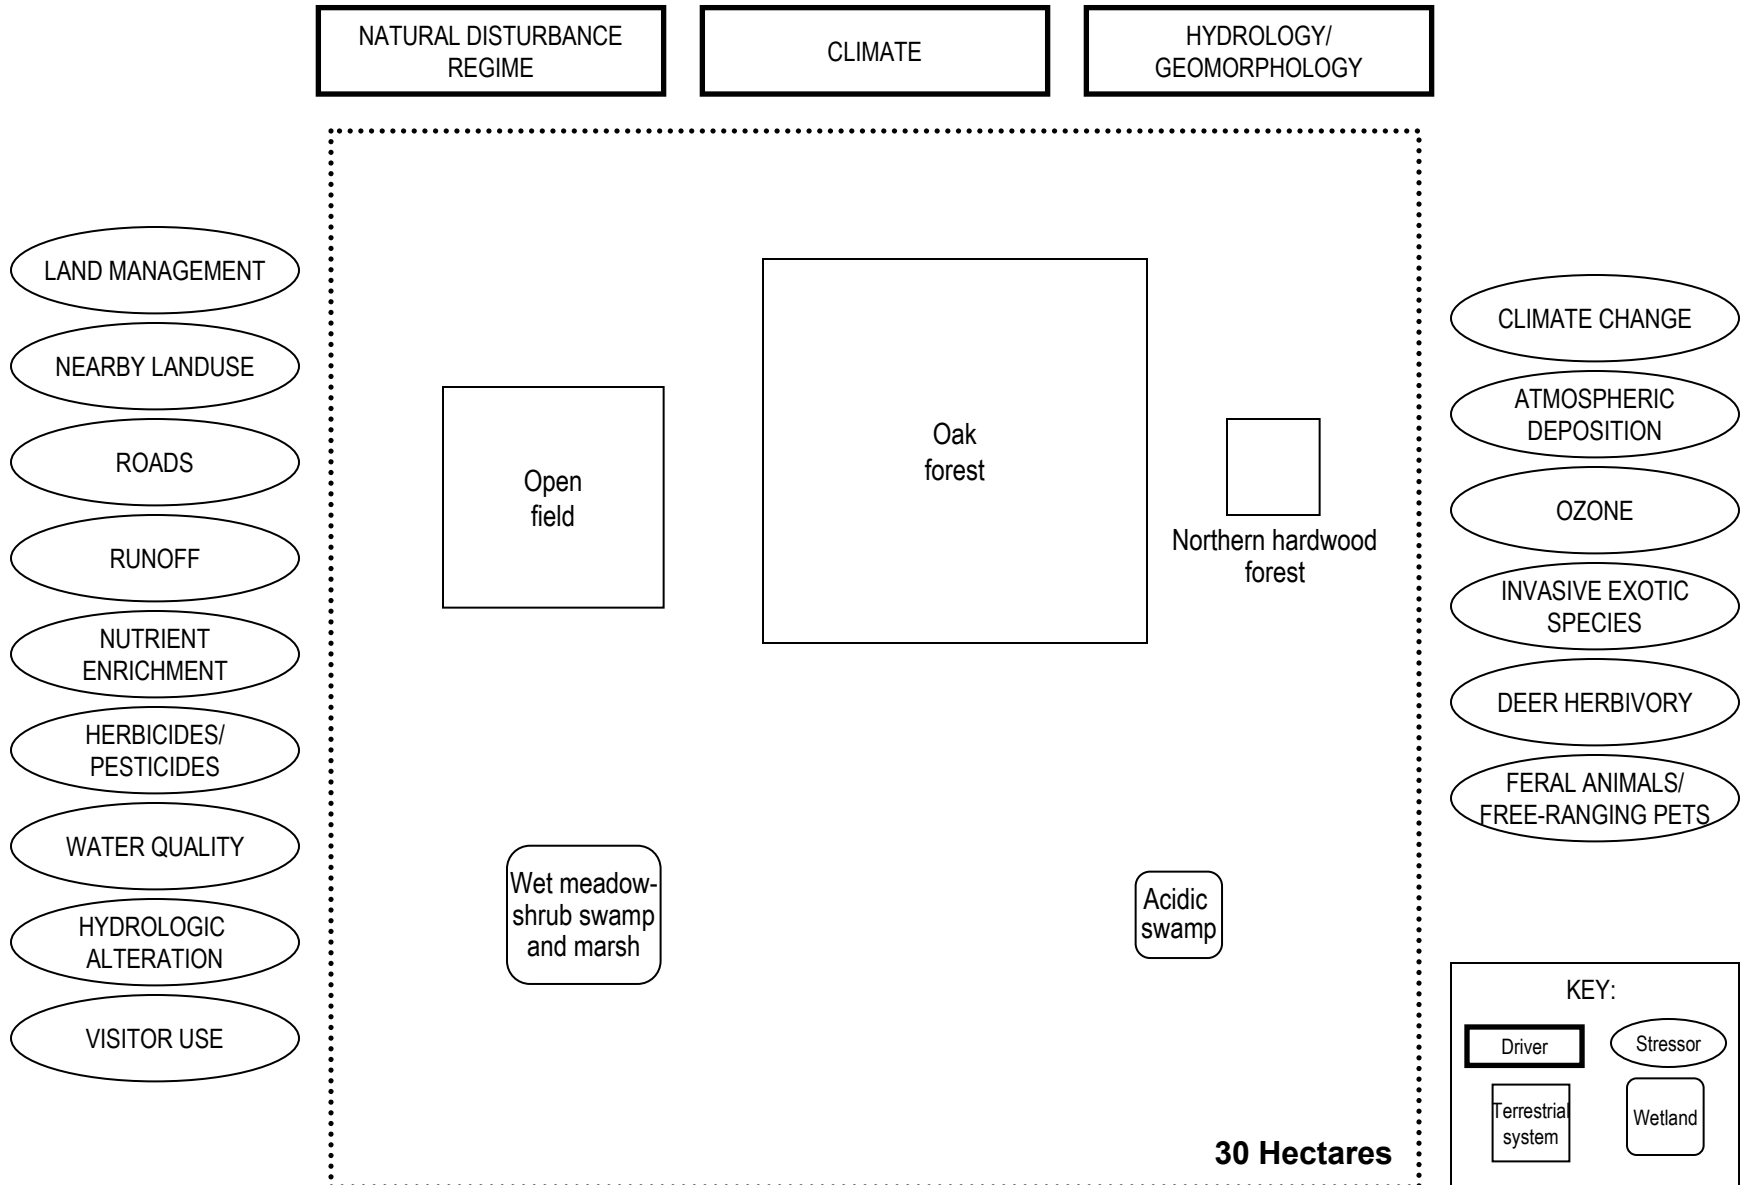 NATURAL DISTURBANCE
REGIME
CLIMATE
HYDROLOGY/
GEOMORPHOLOGY
LAND MANAGEMENT
NEARBY LANDUSE
ROADS
RUNOFF
NUTRIENT
ENRICHMENT
HERBICIDES/
PESTICIDES
WATER QUALITY
HYDROLOGIC
ALTERATION
VISITOR USE
Open
field
Oak
forest
Northern hardwood
forest
Wet meadow-
shrub swamp
and marsh
Acidic
swamp
30 Hectares
CLIMATE CHANGE
ATMOSPHERIC
DEPOSITION
OZONE
INVASIVE EXOTIC
SPECIES
DEER HERBIVORY
FERAL ANIMALS/
FREE-RANGING PETS
KEY:
Driver
Stressor
Terrestrial
system
Wetland